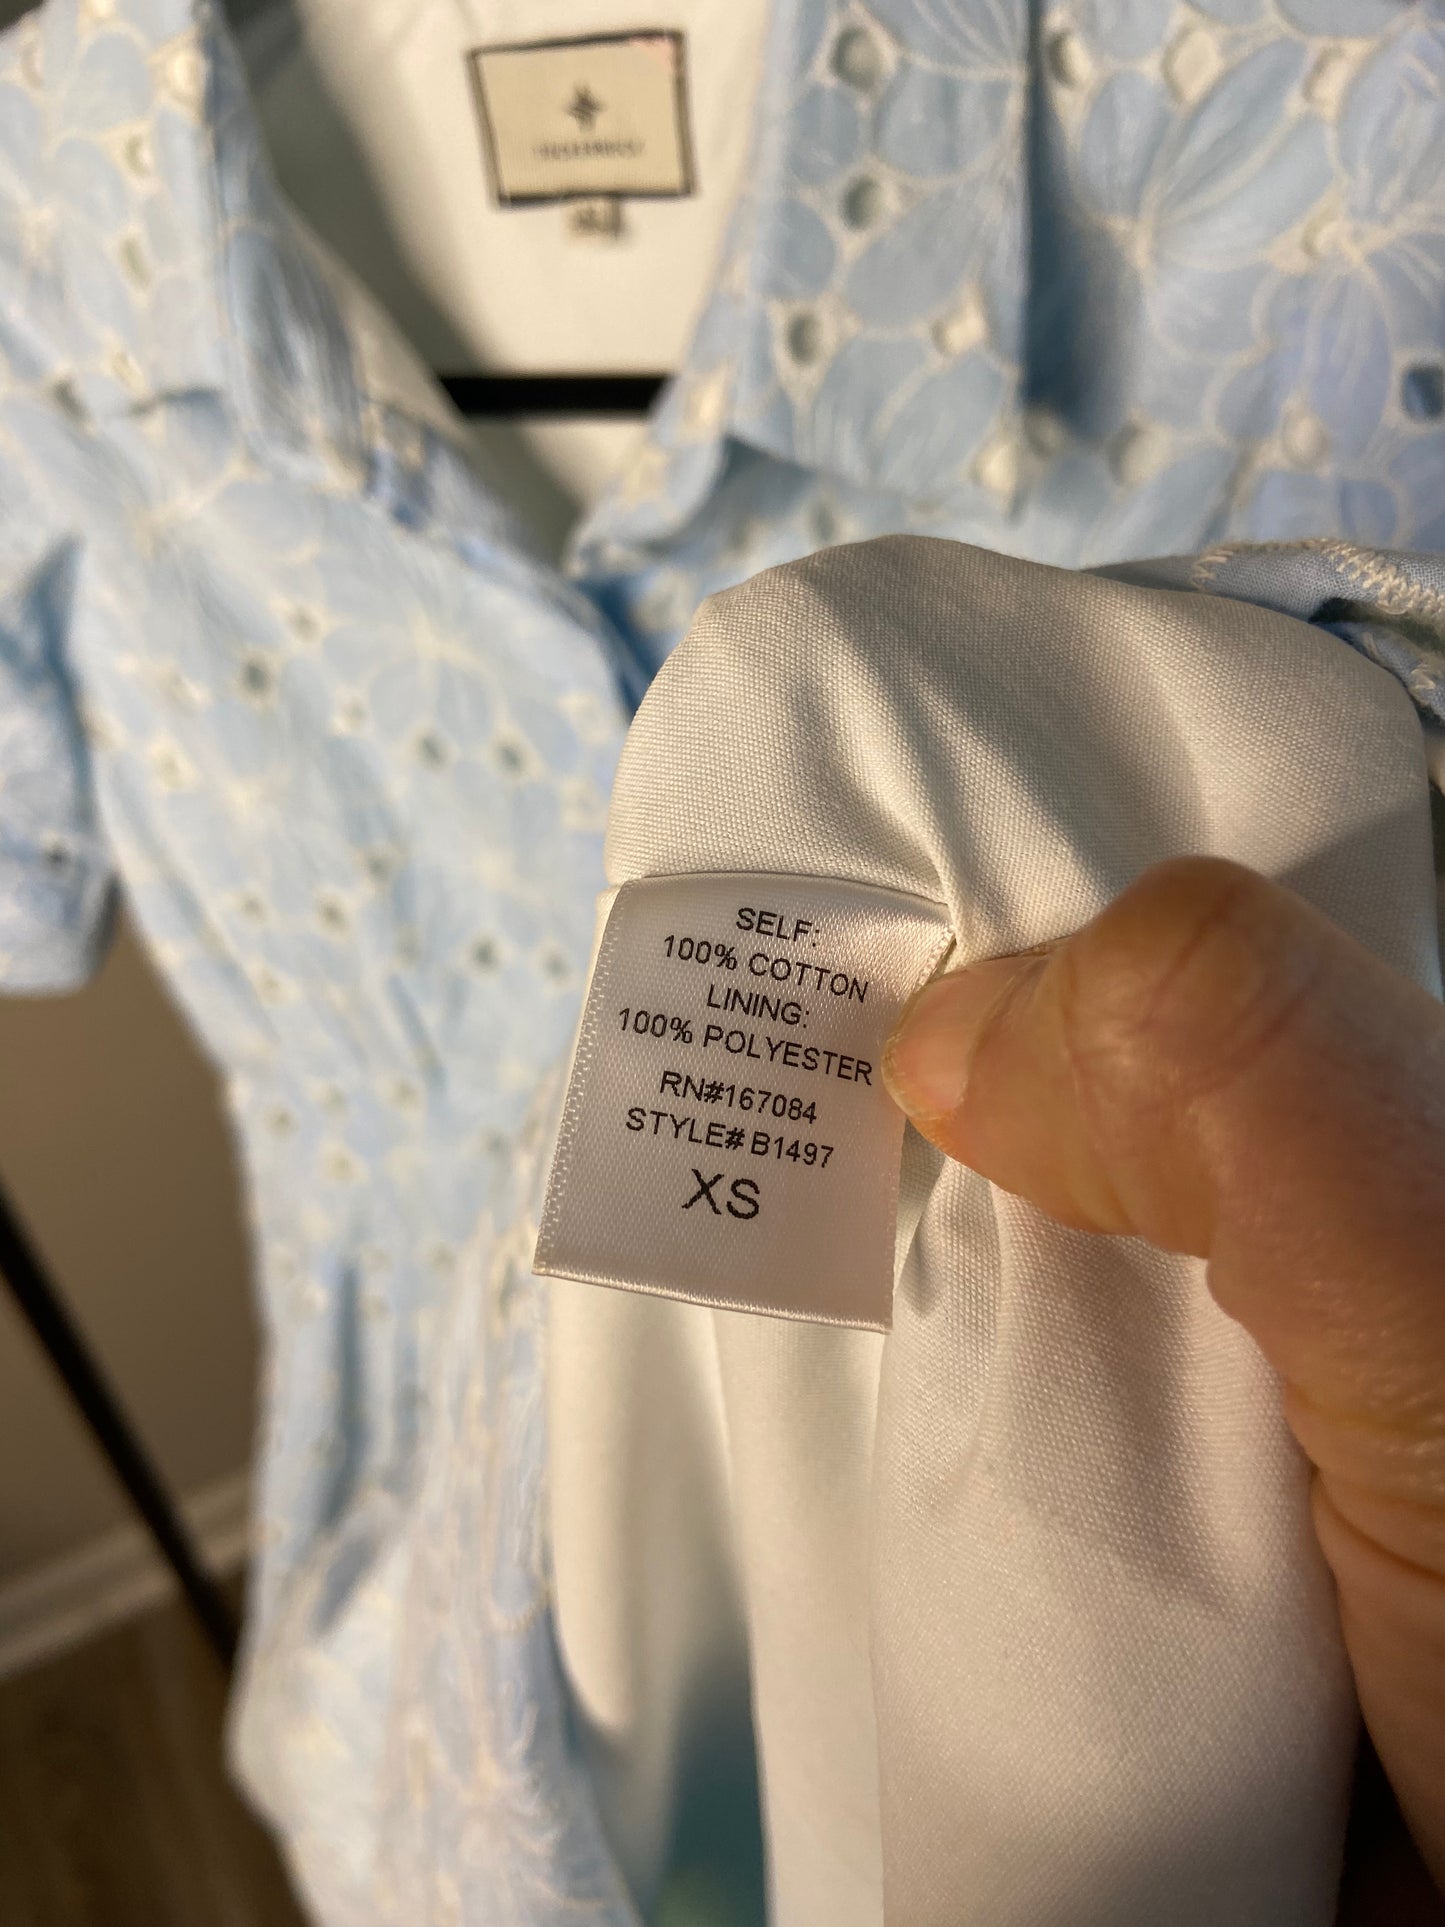 SELF:
100% COTTON
LINING:
100% POLYESTER
RN#167084
STYLE# B1497
XS